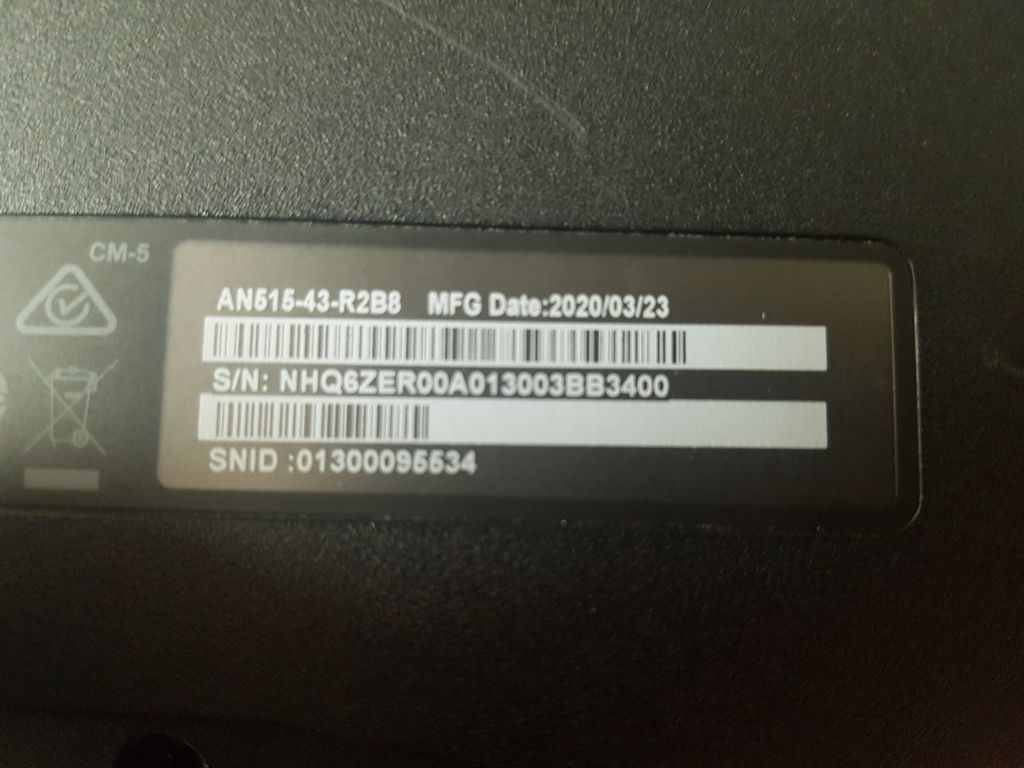 CM-5
AN515-43-R2B8 MFG Date:2020/03/23
S/N: NHQ6ZER00A013003BB3400
SNID :01300095534